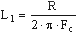 L₁ = R / (2 · π · F꜀)